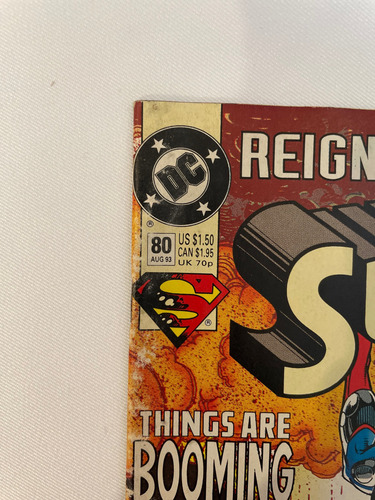 DC
®
REIGN
80
AUG 93
US $1.50
CAN $1.95
UK 70p
S
®
SU
THINGS ARE
BOOMING